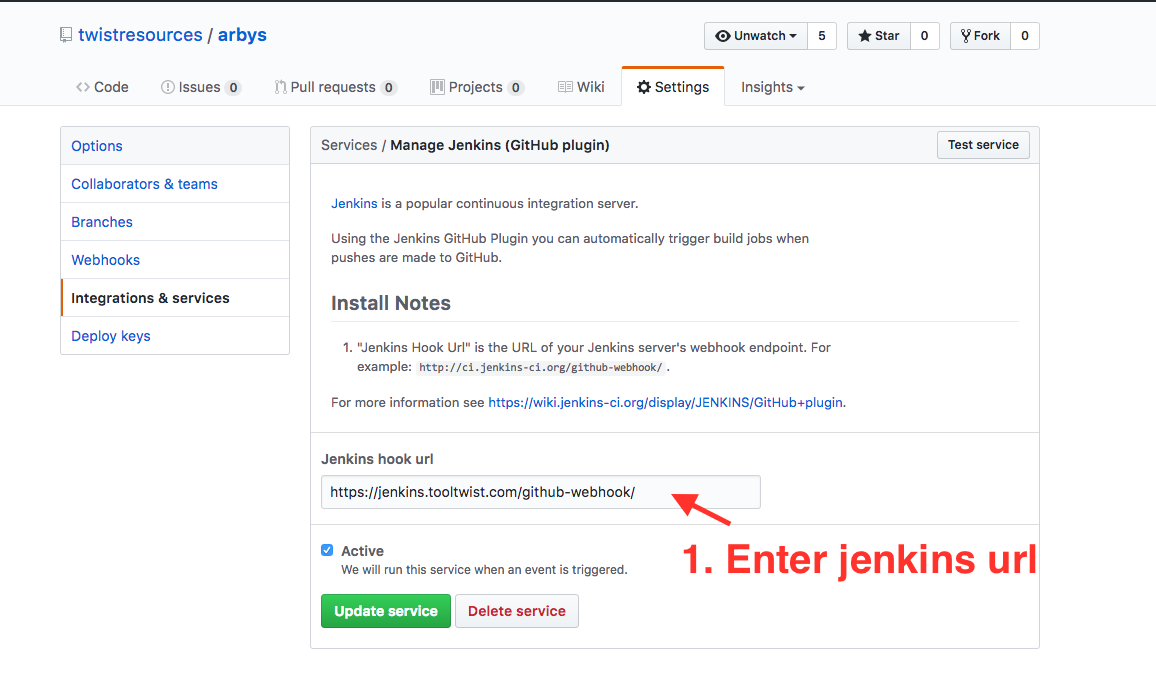 twistresources / arbys
Unwatch 5 Star 0 Fork 0
Code Issues 0 Pull requests 0 Projects 0 Wiki Settings Insights
Options
Collaborators & teams
Branches
Webhooks
Integrations & services
Deploy keys
Services / Manage Jenkins (GitHub plugin) Test service
Jenkins is a popular continuous integration server.
Using the Jenkins GitHub Plugin you can automatically trigger build jobs when
pushes are made to GitHub.
Install Notes
1. "Jenkins Hook Url" is the URL of your Jenkins server's webhook endpoint. For
example: http://ci.jenkins-ci.org/github-webhook/ .
For more information see https://wiki.jenkins-ci.org/display/JENKINS/GitHub+plugin.
Jenkins hook url
https://jenkins.tooltwist.com/github-webhook/
1. Enter jenkins url
Active
We will run this service when an event is triggered.
Update service Delete service